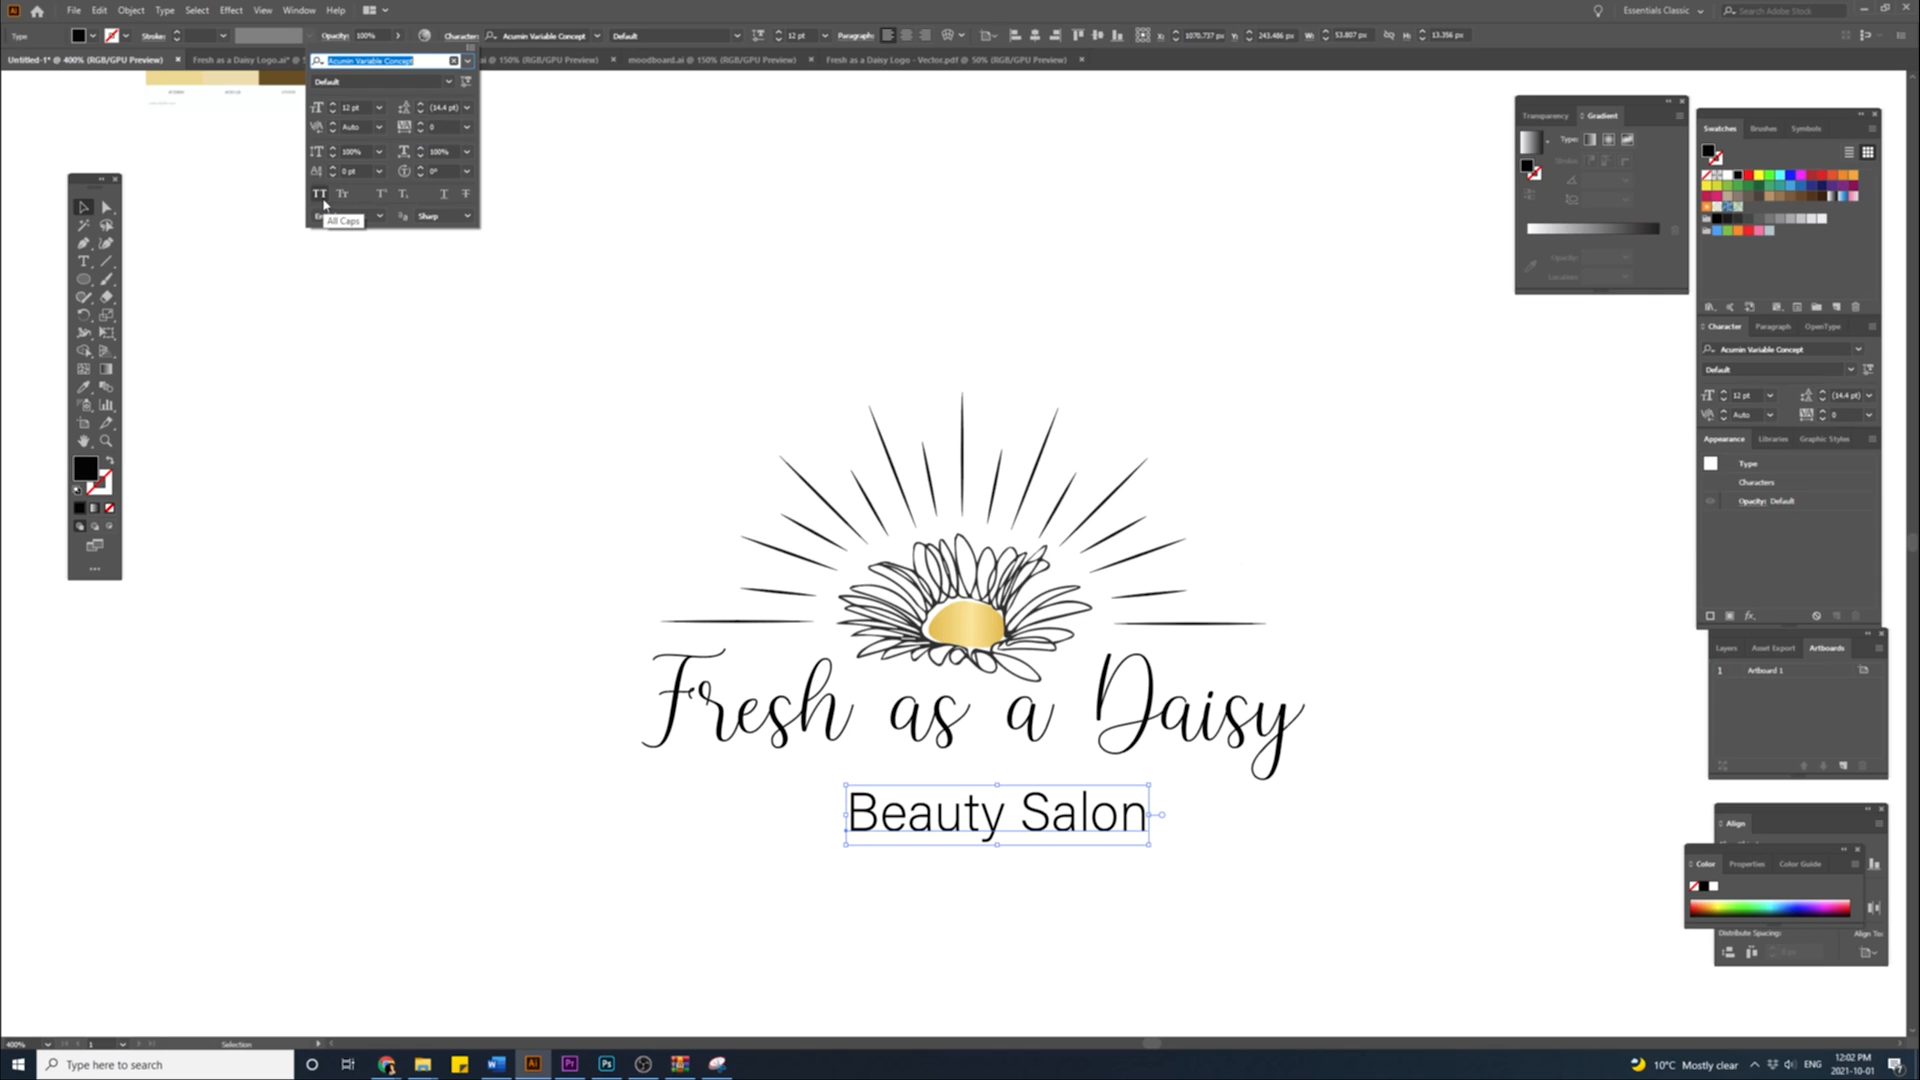 File Edit Object Type Select Effect View Window Help
Essentials Classic
Search Adobe Stock
Type Stroke: Opacity: 100% Character: Acumin Variable Concept Default 12 pt Paragraph: X: 1070.737 px Y: 243.486 px W: 53.807 px H: 13.356 px
Untitled-1* @ 400% (RGB/GPU Preview) Fresh as a Daisy Logo.ai* @ ai @ 150% (RGB/GPU Preview) moodboard.ai @ 150% (RGB/GPU Preview) Fresh as a Daisy Logo - Vector.pdf @ 50% (RGB/GPU Preview)
Acumin Variable Concept
Default
12 pt (14.4 pt)
Auto 0
100% 100%
0 pt 0°
All Caps
Sharp
Transparency Gradient
Type:
Stroke:
Opacity:
Location:
Swatches Brushes Symbols
Character Paragraph OpenType
Acumin Variable Concept
Default
12 pt (14.4 pt)
Auto 0
Appearance Libraries Graphic Styles
Type
Characters
Opacity: Default
Layers Asset Export Artboards
1 Artboard 1
Fresh as a Daisy
Beauty Salon
Align
Color Properties Color Guide
Distribute Spacing: Align To:
0 px
400% 1 Selection
Type here to search
10°C Mostly clear ENG
12:02 PM
2021-10-01